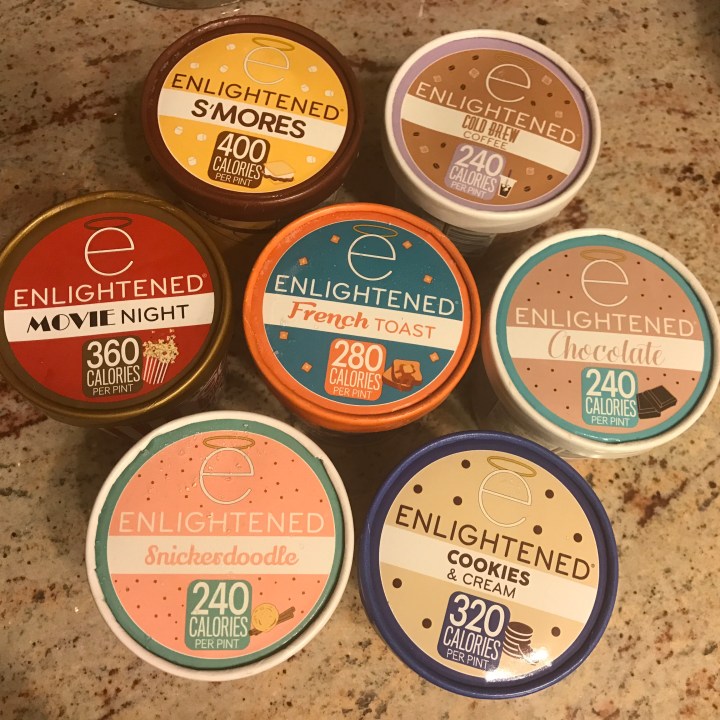 e
ENLIGHTENED®
S'MORES
400
CALORIES
PER PINT
e
ENLIGHTENED®
COLD BREW
COFFEE
240
CALORIES
PER PINT
e
ENLIGHTENED®
MOVIE NIGHT
360
CALORIES
PER PINT
e
ENLIGHTENED®
French TOAST
280
CALORIES
PER PINT
e
ENLIGHTENED®
Chocolate
240
CALORIES
PER PINT
e
ENLIGHTENED
Snickerdoodle
240
CALORIES
PER PINT
e
ENLIGHTENED®
COOKIES
& CREAM
320
CALORIES
PER PINT